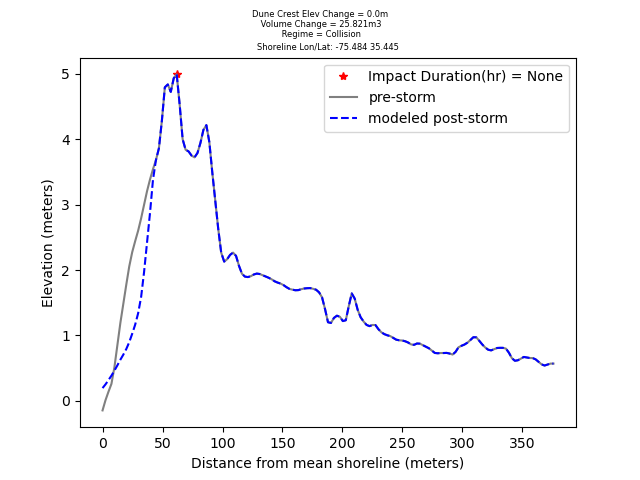 Dune Crest Elev Change = 0.0m
Volume Change = 25.821m3
Regime = Collision
Shoreline Lon/Lat: -75.484 35.445
Impact Duration(hr) = None
pre-storm
modeled post-storm
Elevation (meters)
5
4
3
2
1
0
0 50 100 150 200 250 300 350
Distance from mean shoreline (meters)